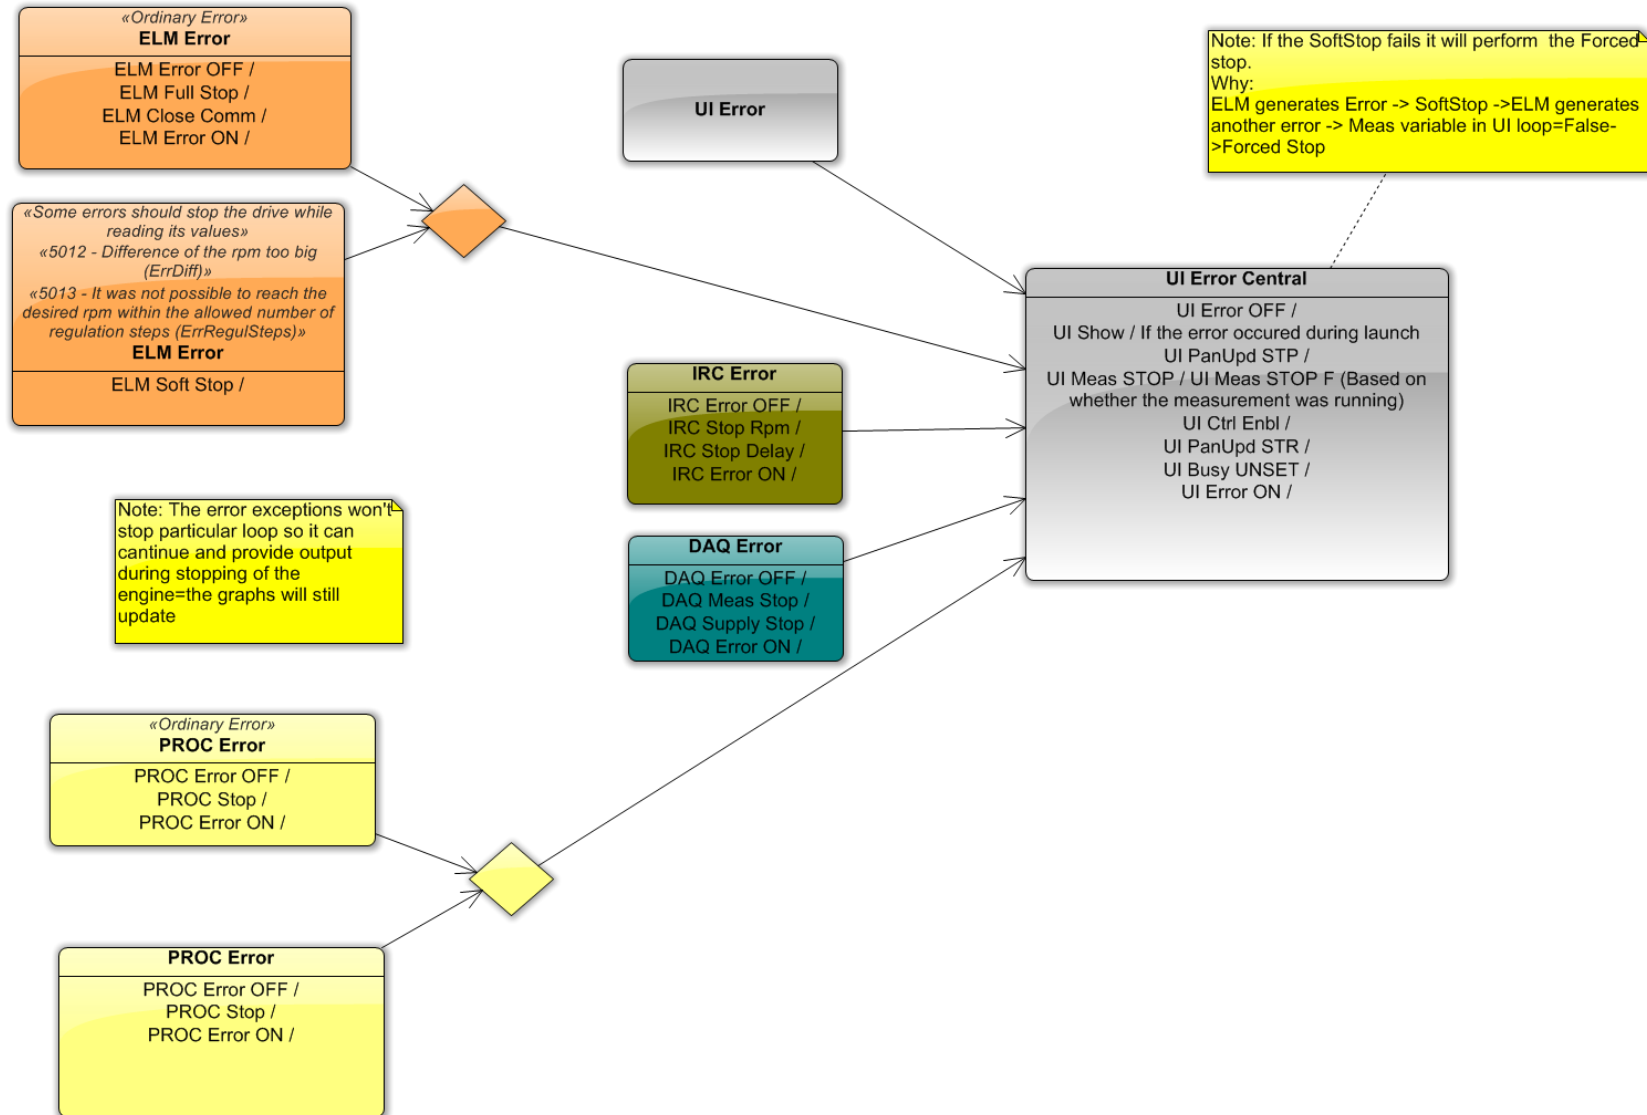 «Ordinary Error»
ELM Error
ELM Error OFF /
ELM Full Stop /
ELM Close Comm /
ELM Error ON /
«Some errors should stop the drive while
reading its values»
«5012 - Difference of the rpm too big
(ErrDiff)»
«5013 - It was not possible to reach the
desired rpm within the allowed number of
regulation steps (ErrRegulSteps)»
ELM Error
ELM Soft Stop /
UI Error
Note: If the SoftStop fails it will perform  the Forced
stop.
Why:
ELM generates Error -> SoftStop ->ELM generates
another error -> Meas variable in UI loop=False-
>Forced Stop
UI Error Central
UI Error OFF /
UI Show / If the error occured during launch
UI PanUpd STP /
UI Meas STOP / UI Meas STOP F (Based on
whether the measurement was running)
UI Ctrl Enbl /
UI PanUpd STR /
UI Busy UNSET /
UI Error ON /
IRC Error
IRC Error OFF /
IRC Stop Rpm /
IRC Stop Delay /
IRC Error ON /
DAQ Error
DAQ Error OFF /
DAQ Meas Stop /
DAQ Supply Stop /
DAQ Error ON /
Note: The error exceptions won't
stop particular loop so it can
cantinue and provide output
during stopping of the
engine=the graphs will still
update
«Ordinary Error»
PROC Error
PROC Error OFF /
PROC Stop /
PROC Error ON /
PROC Error
PROC Error OFF /
PROC Stop /
PROC Error ON /